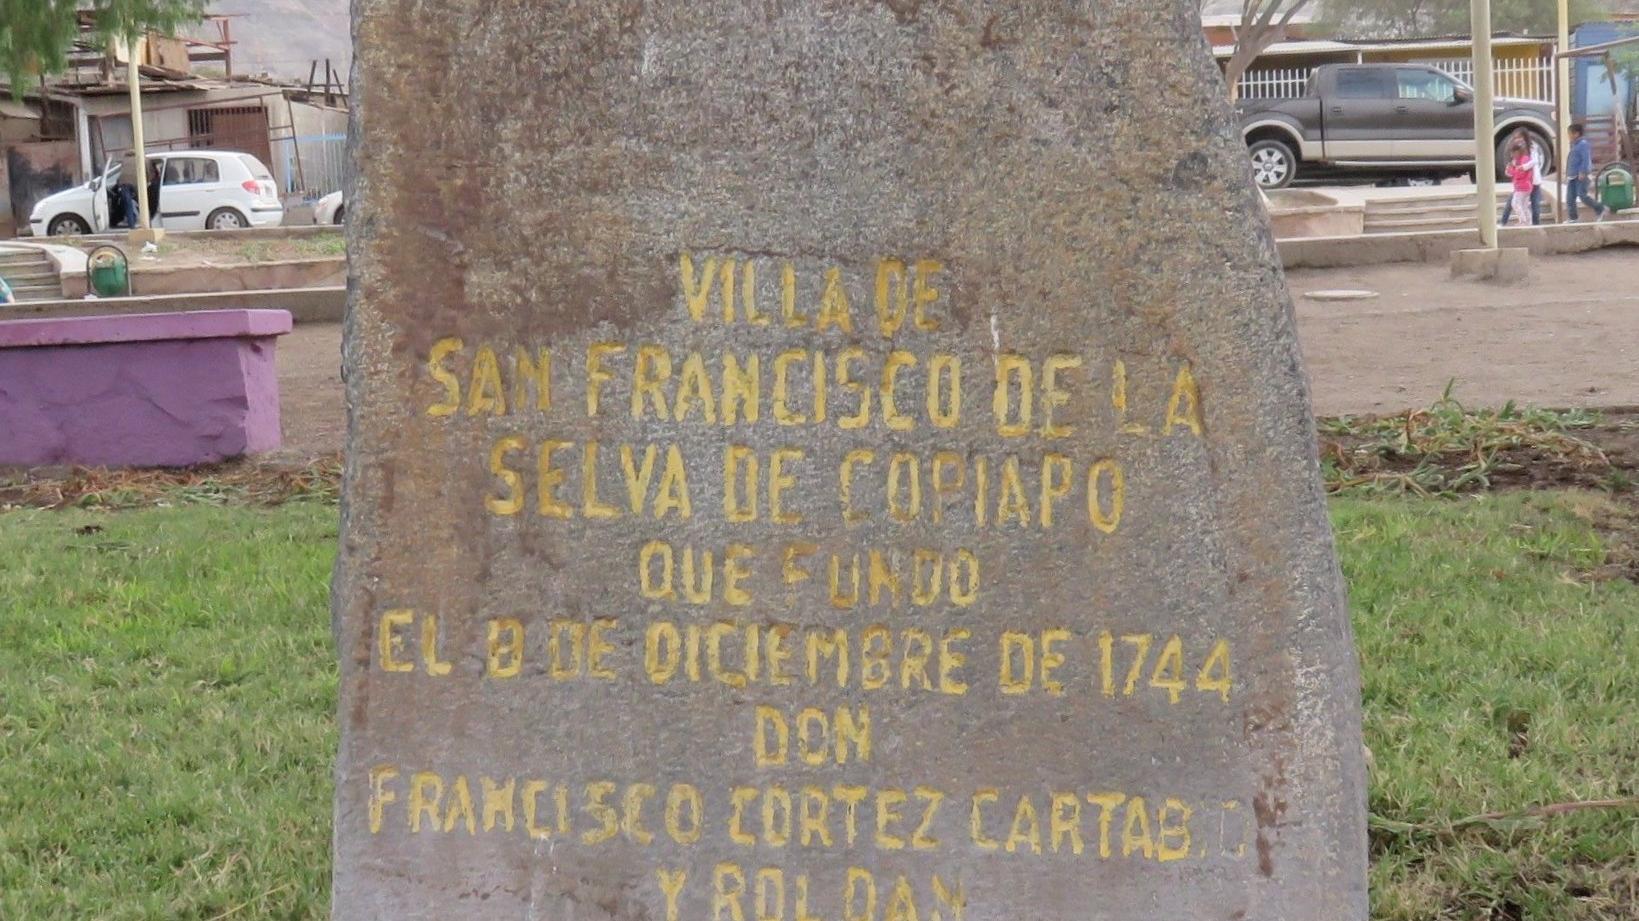 VILLA DE
SAN FRANCISCO DE LA
SELVA DE COPIAPO
QUE FUNDO
EL 8 DE DICIEMBRE DE 1744
DON
FRANCISCO CORTEZ CARTABIO
Y ROLDAN